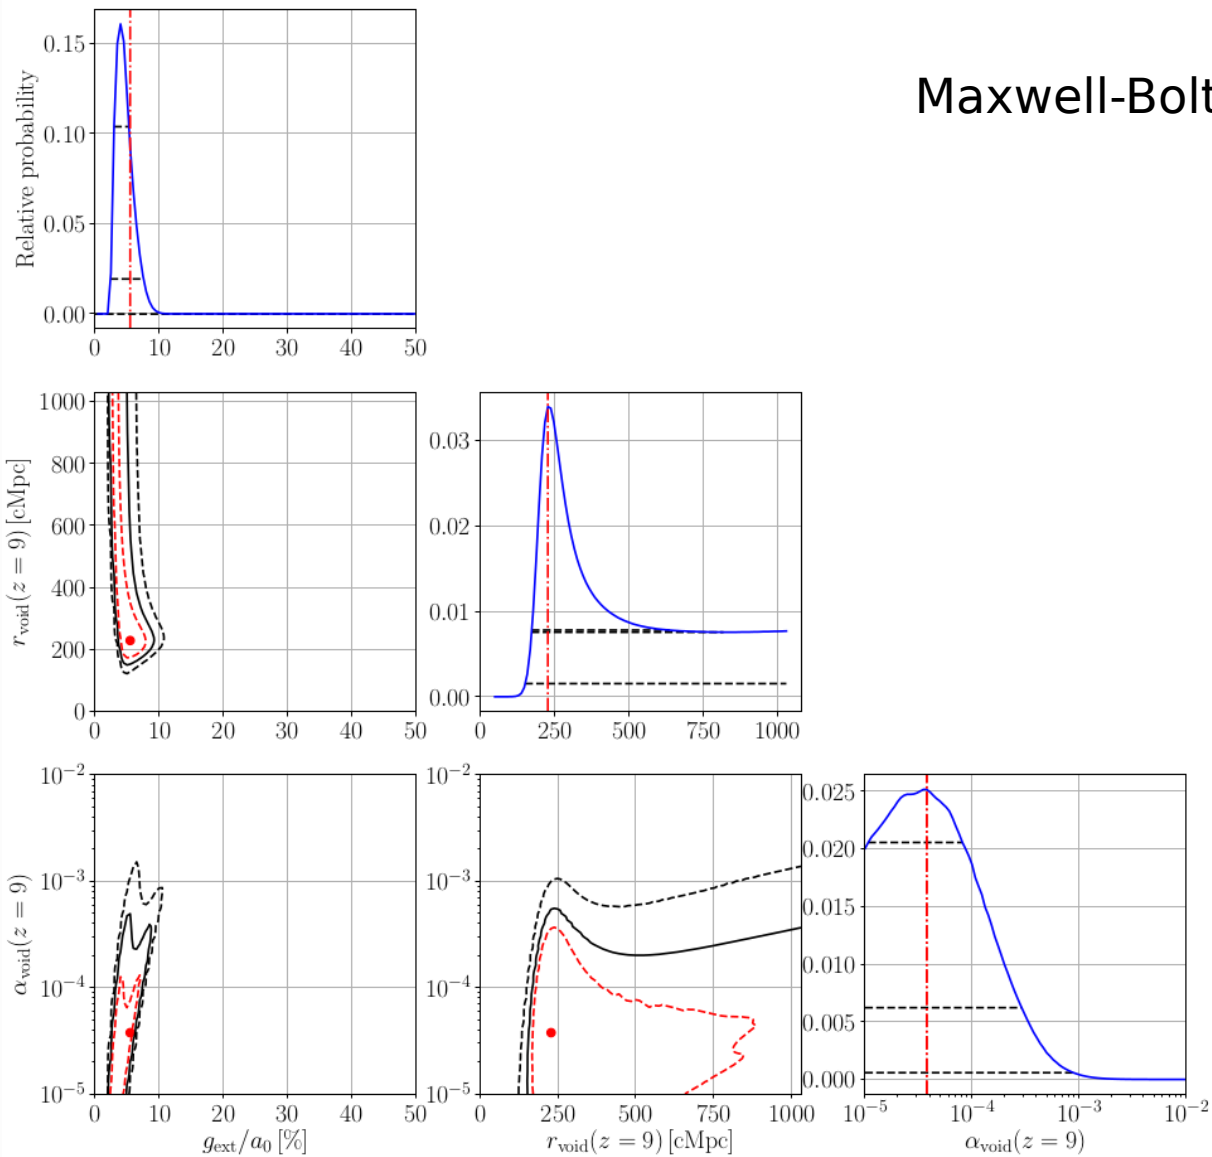 Maxwell-Bolt
Relative probability
0.15
0.10
0.05
0.00
0 10 20 30 40 50
r_void(z = 9) [cMpc]
1000
800
600
400
200
0
0 10 20 30 40 50
0.03
0.02
0.01
0.00
0 250 500 750 1000
α_void(z = 9)
10^−2
10^−3
10^−4
10^−5
0 10 20 30 40 50
g_ext/a_0 [%]
10^−2
10^−3
10^−4
10^−5
0 250 500 750 1000
r_void(z = 9) [cMpc]
0.025
0.020
0.015
0.010
0.005
0.000
10^−5 10^−4 10^−3 10^−2
α_void(z = 9)